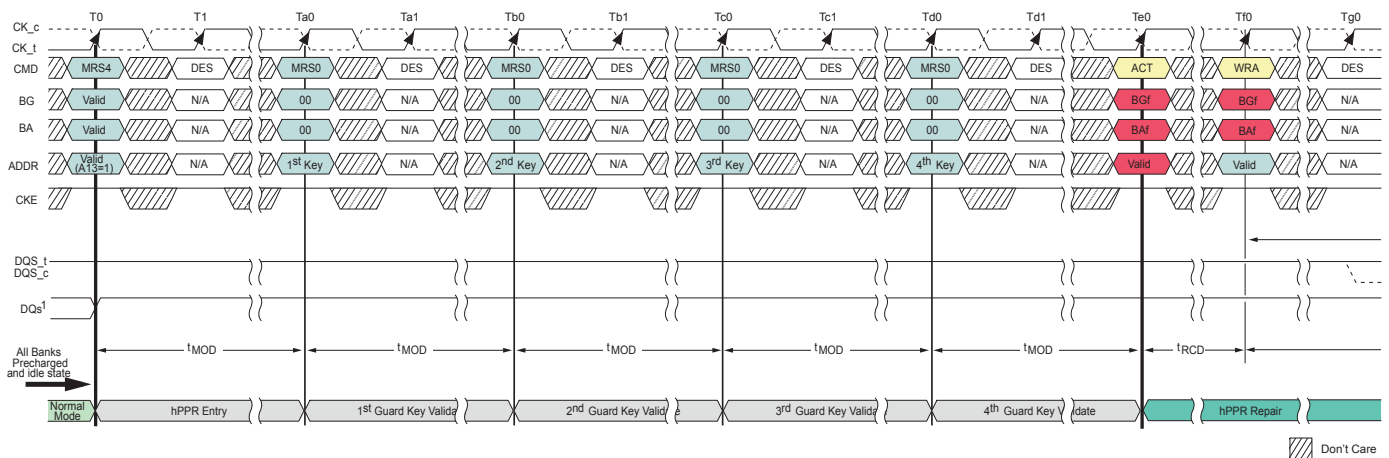 T0 T1 Ta0 Ta1 Tb0 Tb1 Tc0 Tc1 Td0 Td1 Te0 Tf0 Tg0
CK_c
CK_t
CMD MRS4 DES MRS0 DES MRS0 DES MRS0 DES MRS0 DES ACT WRA DES
BG Valid N/A 00 N/A 00 N/A 00 N/A 00 N/A BGf BGf N/A
BA Valid N/A 00 N/A 00 N/A 00 N/A 00 N/A BAf BAf N/A
ADDR Valid (A13=1) N/A 1st Key N/A 2nd Key N/A 3rd Key N/A 4th Key N/A Valid Valid N/A
CKE
DQS_t
DQS_c
DQs1
tMOD tMOD tMOD tMOD tMOD tRCD
All Banks
Precharged
and idle state
Normal Mode hPPR Entry 1st Guard Key Valida 2nd Guard Key Valid e 3rd Guard Key Valida 4th Guard Key V date hPPR Repair
Don't Care